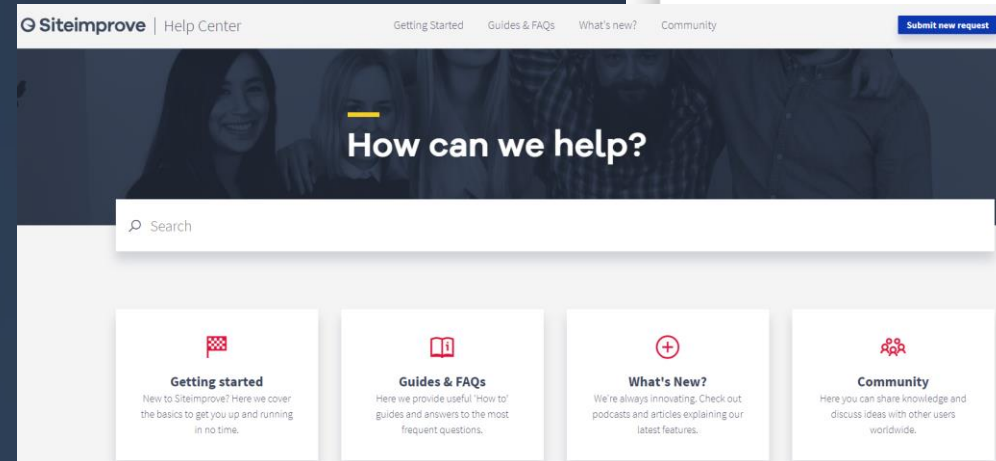 Siteimprove | Help Center
Getting Started Guides & FAQs What's new? Community
Submit new request
How can we help?
Search
Getting started
New to Siteimprove? Here we cover
the basics to get you up and running
in no time.
Guides & FAQs
Here we provide useful 'How to'
guides and answers to the most
frequent questions.
What's New?
We're always innovating. Check out
podcasts and articles explaining our
latest features.
Community
Here you can share knowledge and
discuss ideas with other users
worldwide.